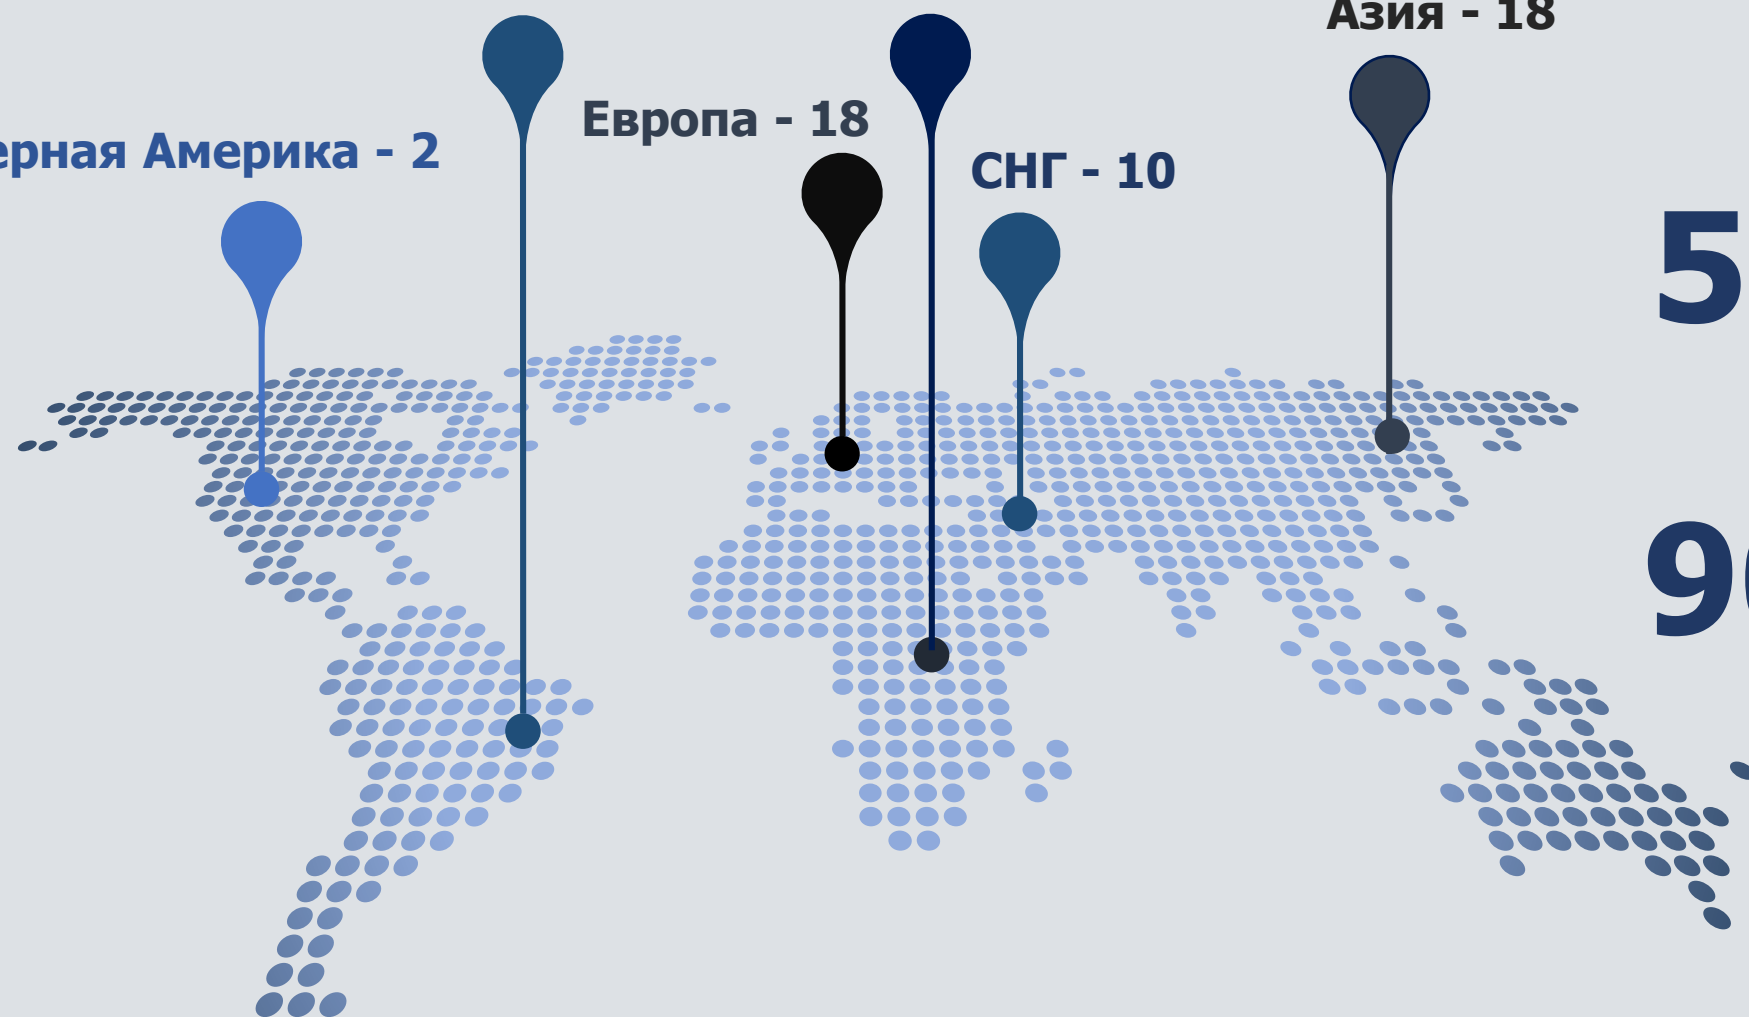 Азия - 18
Европа - 18
ерная Америка - 2
СНГ - 10
5
9